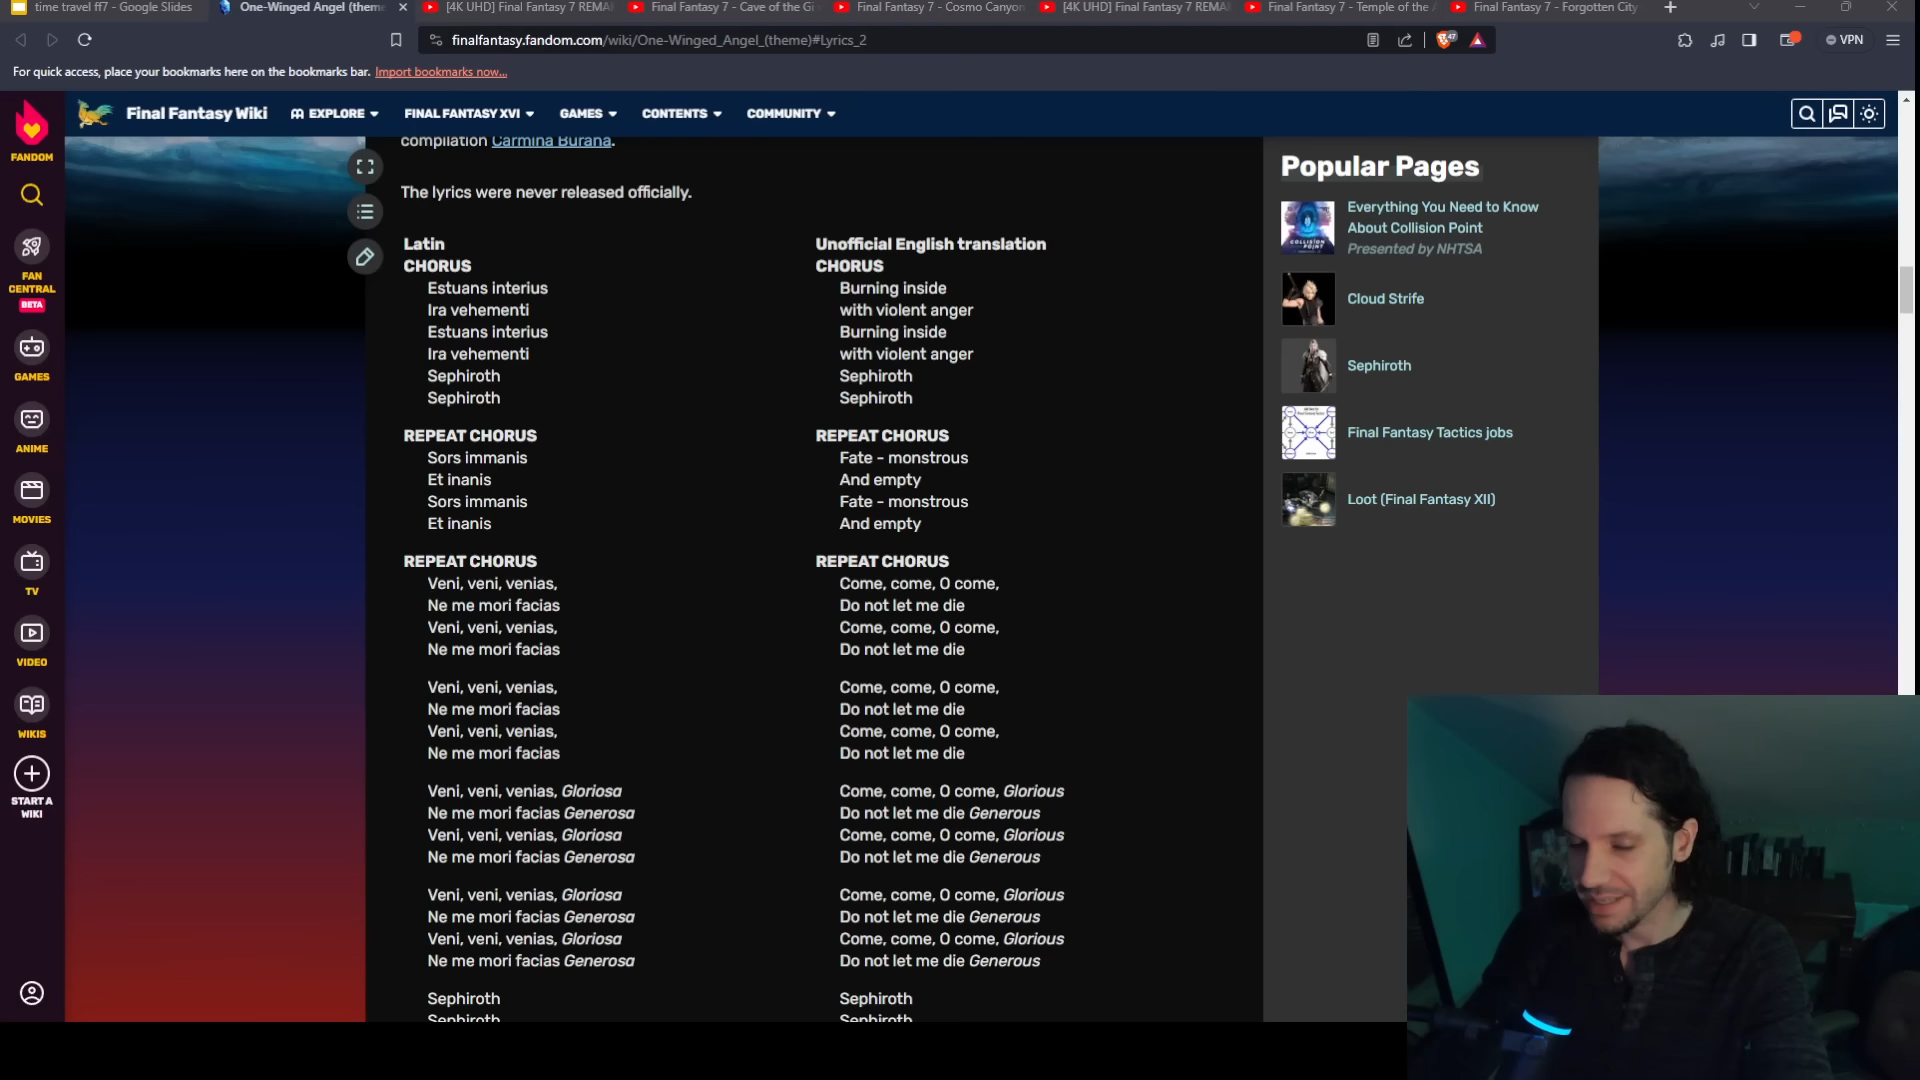 time travel ff7 - Google Slides
One-Winged Angel (them
[4K UHD] Final Fantasy 7 REMA
Final Fantasy 7 - Cave of the Gi
Final Fantasy 7 - Cosmo Canyon
[4K UHD] Final Fantasy 7 REMA
Final Fantasy 7 - Temple of the A
Final Fantasy 7 - Forgotten City
finalfantasy.fandom.com/wiki/One-Winged_Angel_(theme)#Lyrics_2
47
VPN
For quick access, place your bookmarks here on the bookmarks bar. Import bookmarks now...
FANDOM
FAN
CENTRAL
BETA
GAMES
ANIME
MOVIES
TV
VIDEO
WIKIS
START A
WIKI
Final Fantasy Wiki
EXPLORE
FINAL FANTASY XVI
GAMES
CONTENTS
COMMUNITY
compilation Carmina Burana.
The lyrics were never released officially.
Latin
CHORUS
Estuans interius
Ira vehementi
Estuans interius
Ira vehementi
Sephiroth
Sephiroth
REPEAT CHORUS
Sors immanis
Et inanis
Sors immanis
Et inanis
REPEAT CHORUS
Veni, veni, venias,
Ne me mori facias
Veni, veni, venias,
Ne me mori facias
Veni, veni, venias,
Ne me mori facias
Veni, veni, venias,
Ne me mori facias
Veni, veni, venias, Gloriosa
Ne me mori facias Generosa
Veni, veni, venias, Gloriosa
Ne me mori facias Generosa
Veni, veni, venias, Gloriosa
Ne me mori facias Generosa
Veni, veni, venias, Gloriosa
Ne me mori facias Generosa
Sephiroth
Sephiroth
Unofficial English translation
CHORUS
Burning inside
with violent anger
Burning inside
with violent anger
Sephiroth
Sephiroth
REPEAT CHORUS
Fate - monstrous
And empty
Fate - monstrous
And empty
REPEAT CHORUS
Come, come, O come,
Do not let me die
Come, come, O come,
Do not let me die
Come, come, O come,
Do not let me die
Come, come, O come,
Do not let me die
Come, come, O come, Glorious
Do not let me die Generous
Come, come, O come, Glorious
Do not let me die Generous
Come, come, O come, Glorious
Do not let me die Generous
Come, come, O come, Glorious
Do not let me die Generous
Sephiroth
Sephiroth
Popular Pages
Everything You Need to Know
About Collision Point
Presented by NHTSA
Cloud Strife
Sephiroth
Final Fantasy Tactics jobs
Loot (Final Fantasy XII)